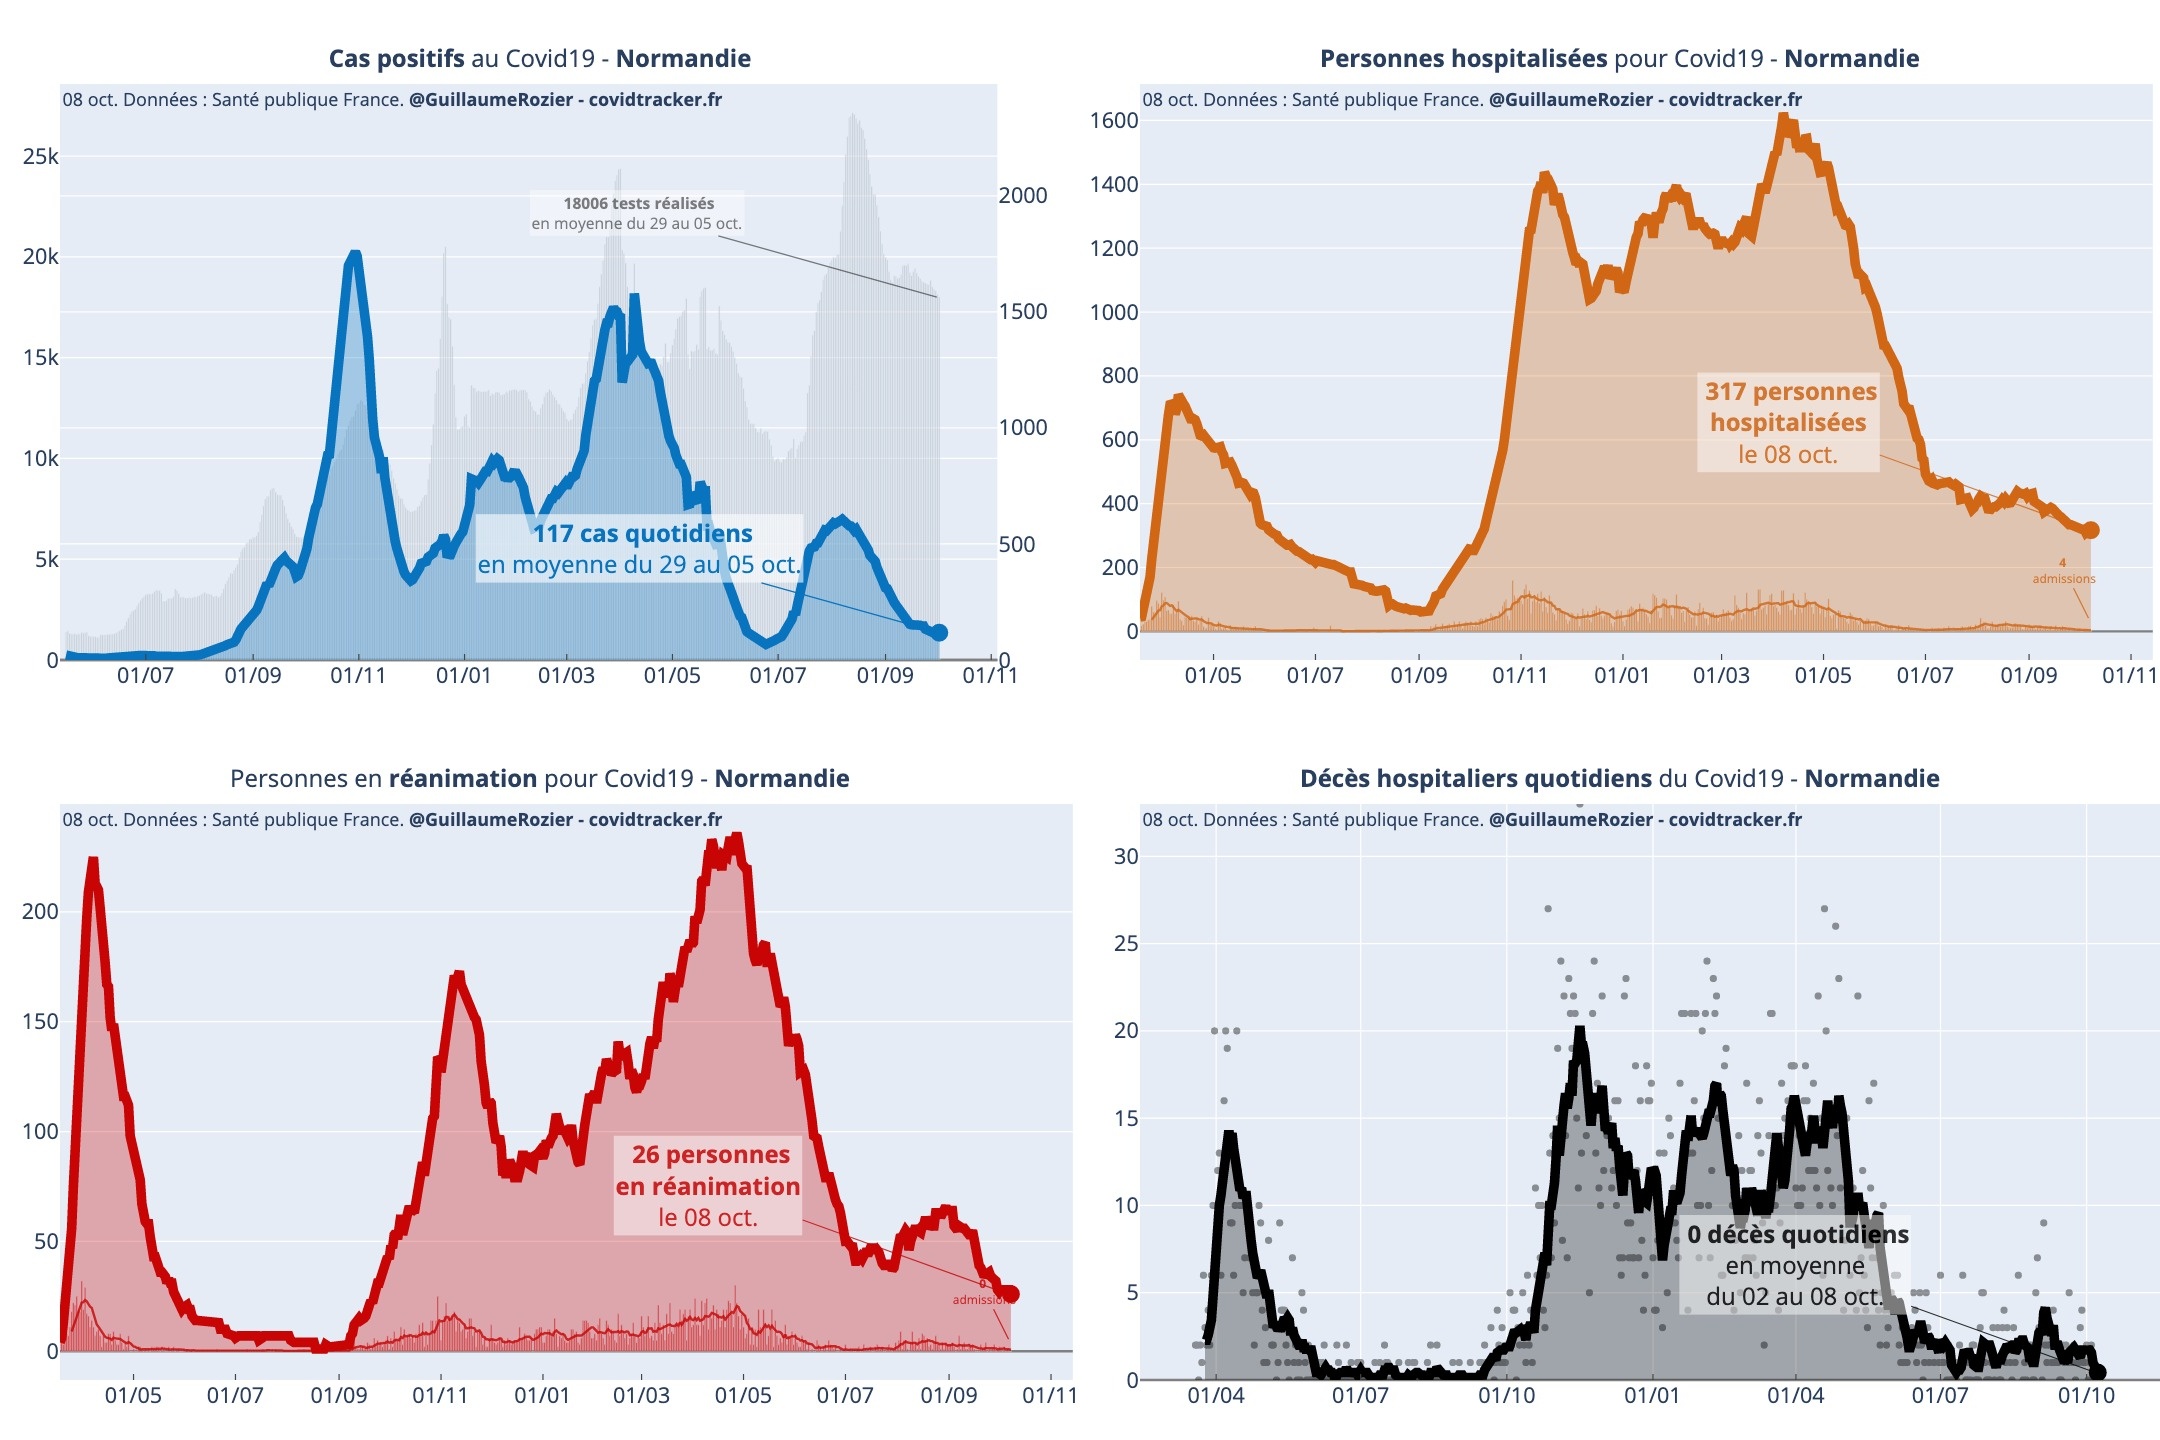 Cas positifs au Covid19 - Normandie
08 oct. Données : Santé publique France. @GuillaumeRozier - covidtracker.fr
25k
20k
15k
10k
5k
0
2000
1500
1000
500
0
18006 tests réalisés
en moyenne du 29 au 05 oct.
117 cas quotidiens
en moyenne du 29 au 05 oct.
01/07 01/09 01/11 01/01 01/03 01/05 01/07 01/09 01/11
Personnes hospitalisées pour Covid19 - Normandie
08 oct. Données : Santé publique France. @GuillaumeRozier - covidtracker.fr
1600
1400
1200
1000
800
600
400
200
0
317 personnes
hospitalisées
le 08 oct.
4
admissions
01/05 01/07 01/09 01/11 01/01 01/03 01/05 01/07 01/09 01/11
Personnes en réanimation pour Covid19 - Normandie
08 oct. Données : Santé publique France. @GuillaumeRozier - covidtracker.fr
200
150
100
50
0
26 personnes
en réanimation
le 08 oct.
0
admissions
01/05 01/07 01/09 01/11 01/01 01/03 01/05 01/07 01/09 01/11
Décès hospitaliers quotidiens du Covid19 - Normandie
08 oct. Données : Santé publique France. @GuillaumeRozier - covidtracker.fr
30
25
20
15
10
5
0
0 décès quotidiens
en moyenne
du 02 au 08 oct.
01/04 01/07 01/10 01/01 01/04 01/07 01/10